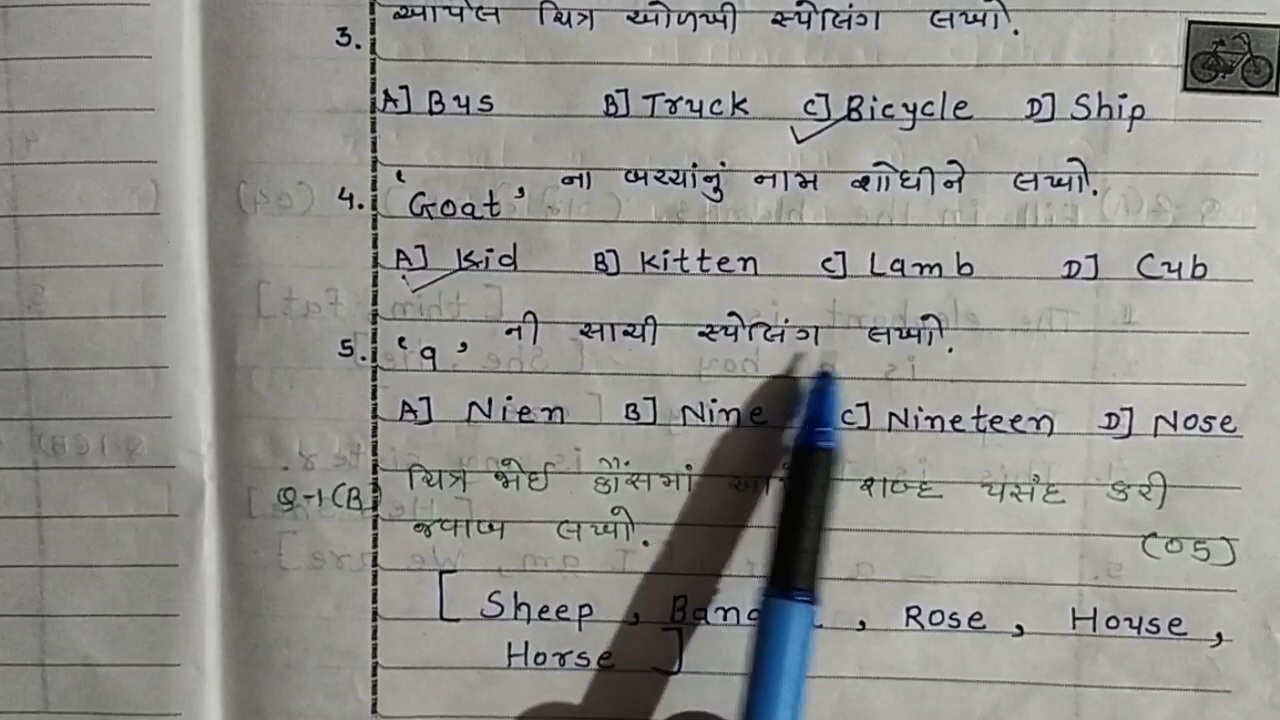 3. આપેલ ચિત્ર ઓળખી સ્પેલિંગ લખો.
A] Bus B] Truck C] Bicycle D] Ship
4. 'Goat' ના બચ્ચાંનું નામ શોધીને લખો.
A] Kid B] Kitten C] Lamb D] Cub
5. '9' ની સાચી સ્પેલિંગ લખો.
A] Nien B] Nine C] Nineteen D] Nose
Q-1(B) ચિત્ર જોઈ કૌંસમાં શબ્દ પસંદ કરી
જવાબ લખો. (05)
[ Sheep , , Rose , House ,
Horse ]